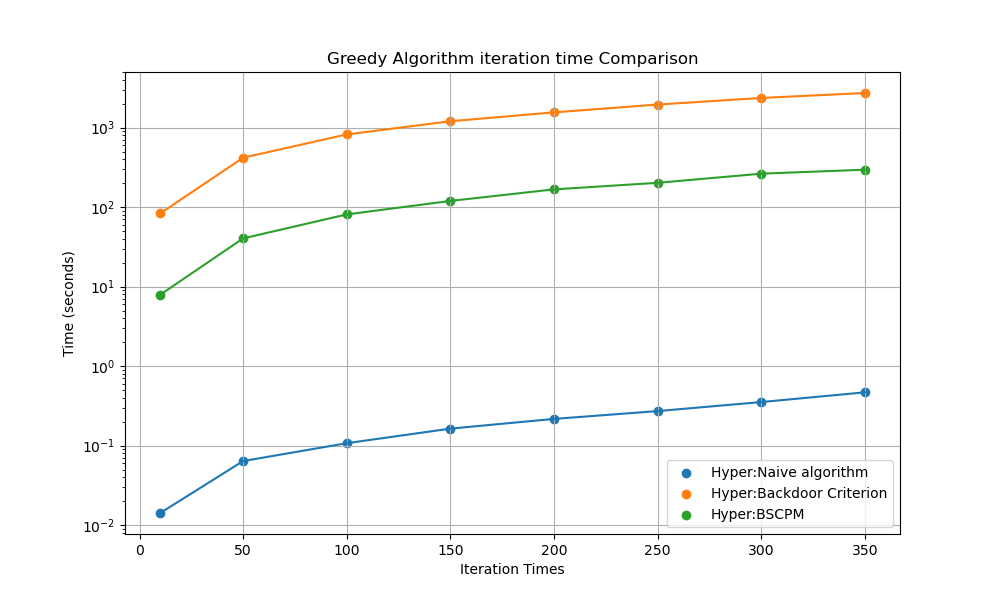 Greedy Algorithm iteration time Comparison
Time (seconds)
10³
10²
10¹
10⁰
10⁻¹
10⁻²
Hyper:Naive algorithm
Hyper:Backdoor Criterion
Hyper:BSCPM
0 50 100 150 200 250 300 350
Iteration Times